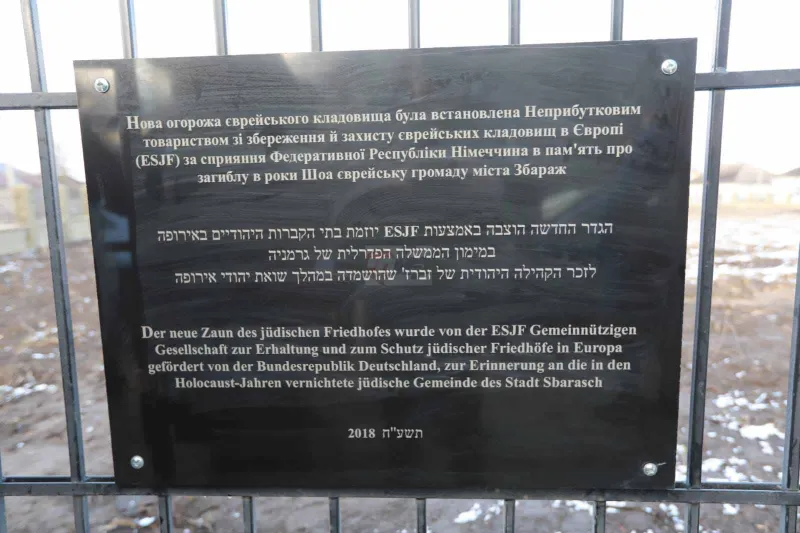 Нова огорожа єврейського кладовища була встановлена Неприбутковим
товариством зі збереження й захисту єврейських кладовищ в Європі
(ESJF) за сприяння Федеративної Республіки Німеччина в пам'ять про
загиблу в роки Шоа єврейську громаду міста Збараж
הגדר החדשה הוצבה באמצעות ESJF יוזמת בתי הקברות היהודיים באירופה
במימון הממשלה הפדרלית של גרמניה
לזכר הקהילה היהודית של זברז' שהושמדה במהלך שואת יהודי אירופה
Der neue Zaun des jüdischen Friedhofes wurde von der ESJF Gemeinnützigen
Gesellschaft zur Erhaltung und zum Schutz jüdischer Friedhöfe in Europa
gefördert von der Bundesrepublik Deutschland, zur Erinnerung an die in den
Holocaust-Jahren vernichtete jüdische Gemeinde des Stadt Sbarasch
2018 תשע"ח